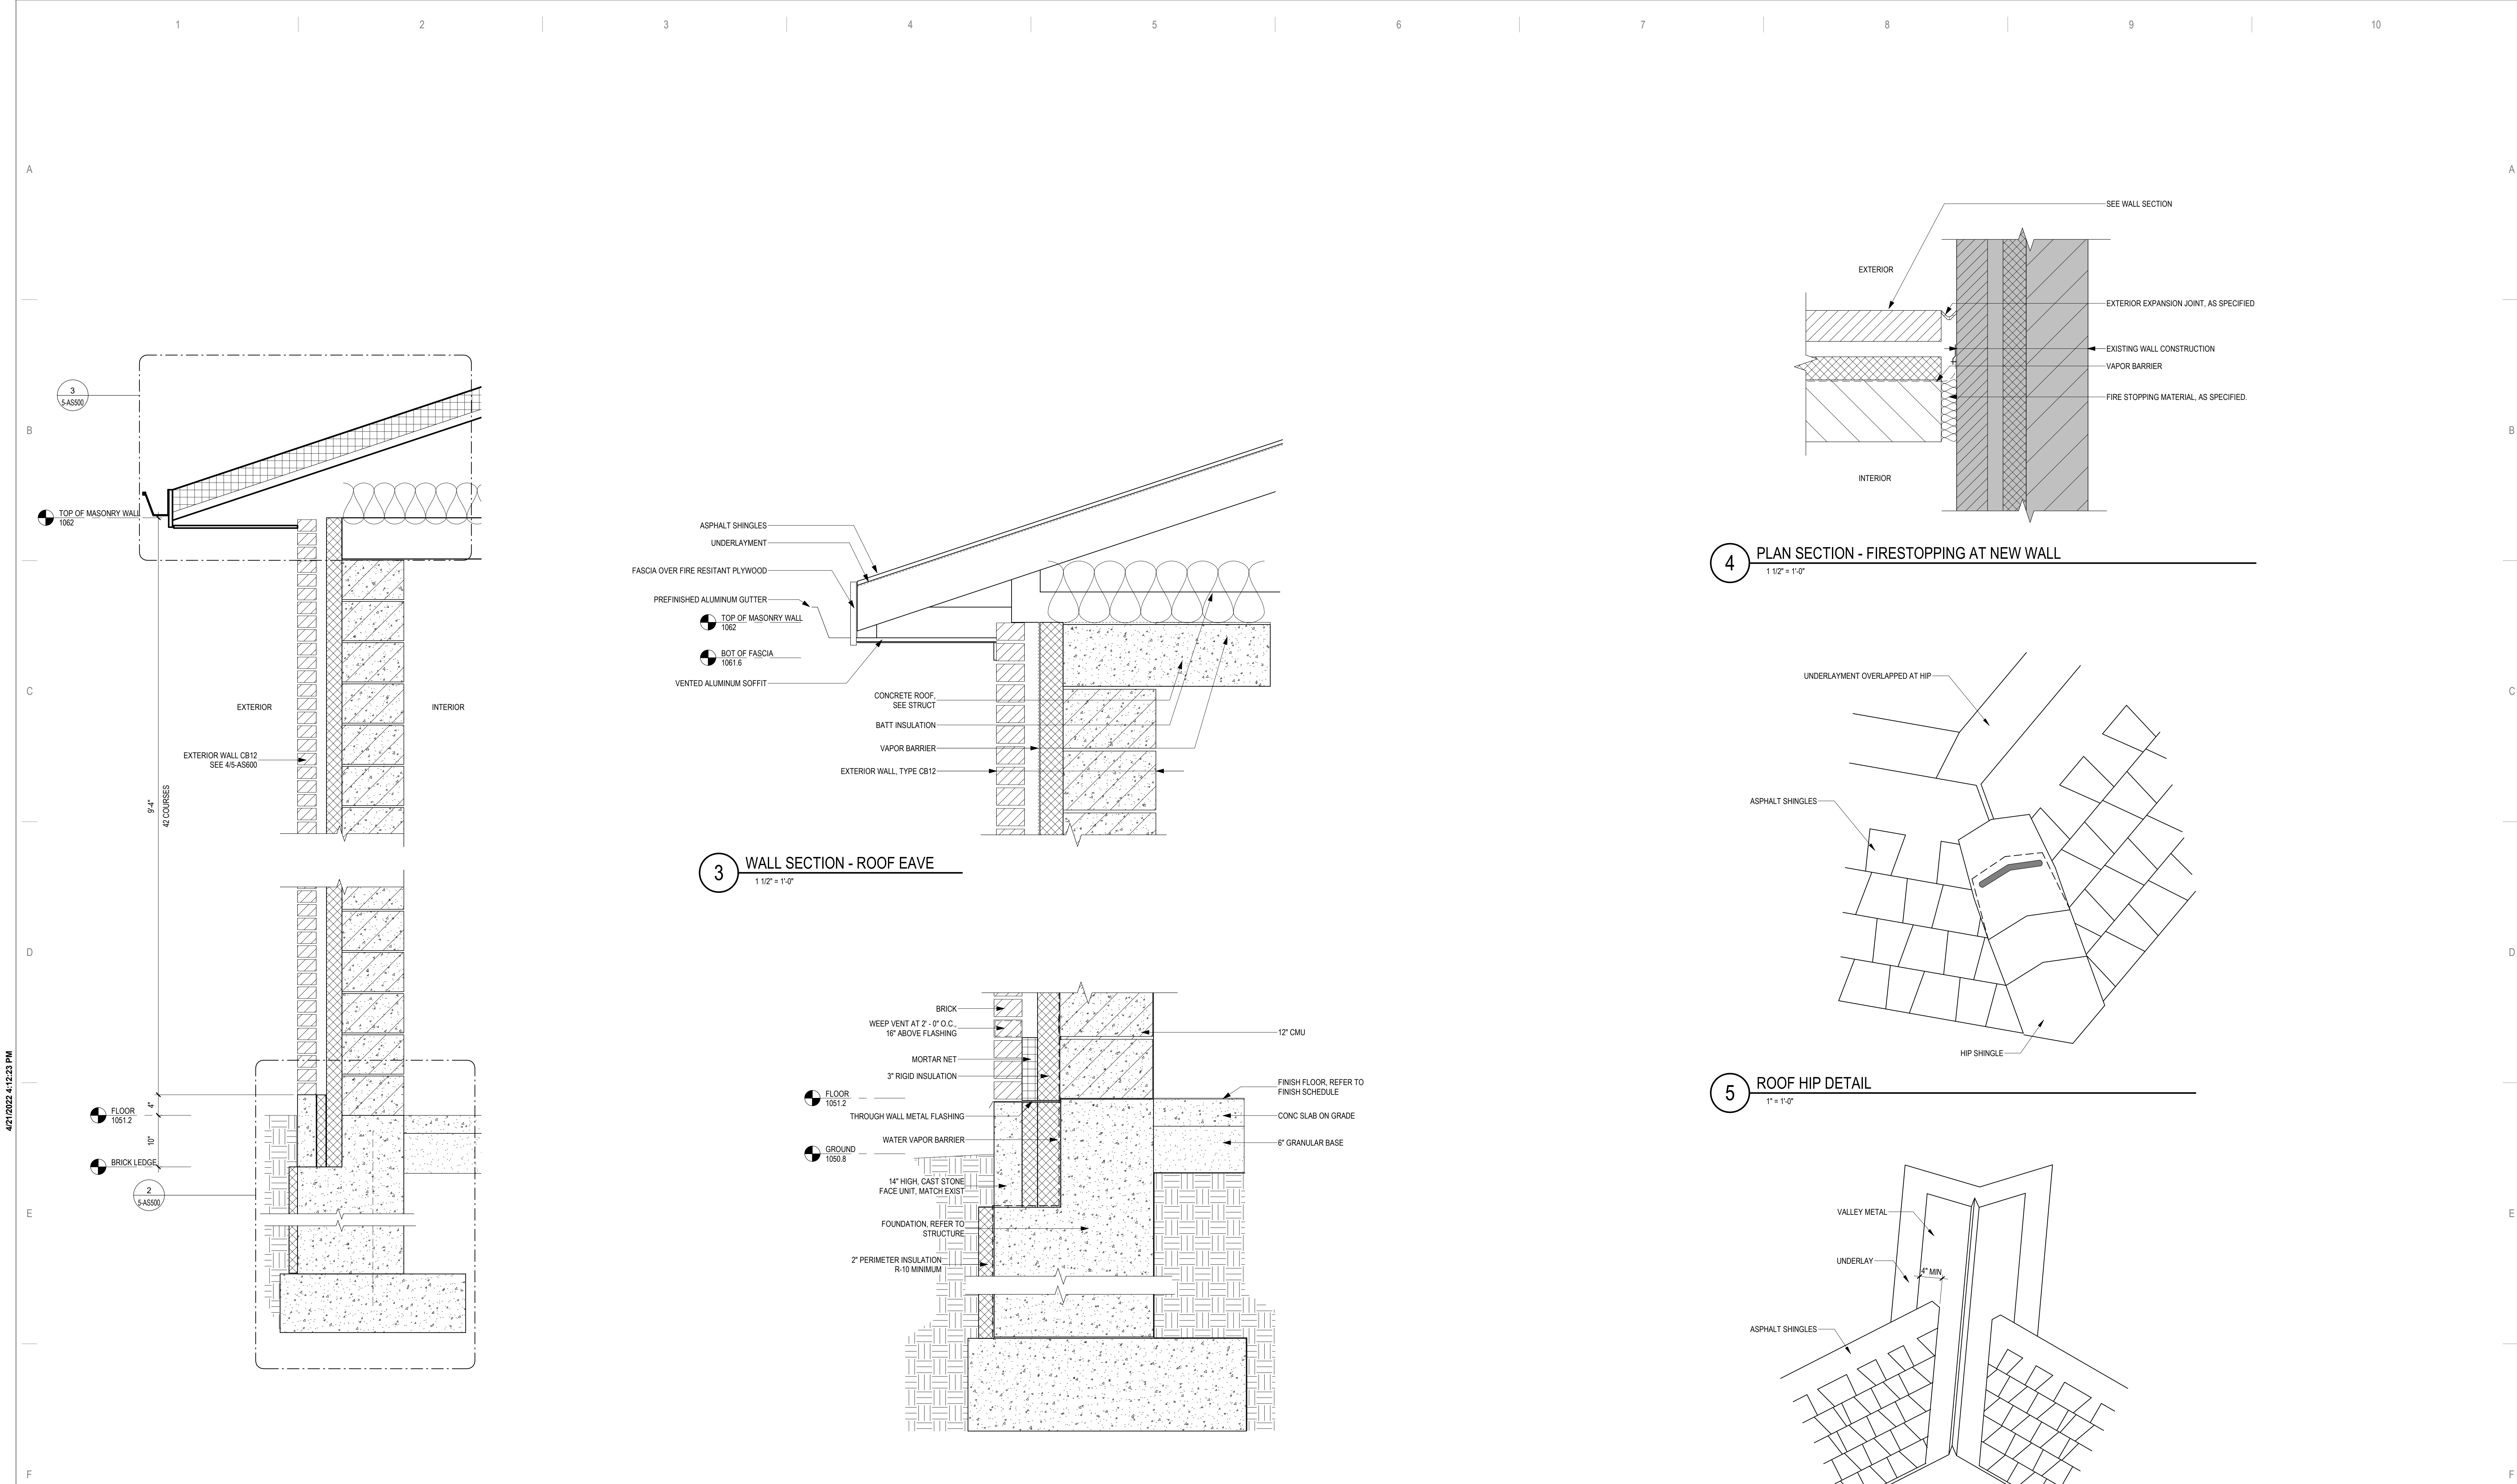 1 2 3 4 5 6 7 8 9 10
A
B
C
D
E
F
A
B
C
D
E
F
4/21/2022 4:12:23 PM
3
5-AS500
TOP OF MASONRY WALL
1062
EXTERIOR
INTERIOR
EXTERIOR WALL CB12
SEE 4/5-AS600
9'-4"
42 COURSES
4"
FLOOR
1051.2
10"
BRICK LEDGE
2
5-AS500
ASPHALT SHINGLES
UNDERLAYMENT
FASCIA OVER FIRE RESITANT PLYWOOD
PREFINISHED ALUMINUM GUTTER
TOP OF MASONRY WALL
1062
BOT OF FASCIA
1061.6
VENTED ALUMINUM SOFFIT
CONCRETE ROOF,
SEE STRUCT
BATT INSULATION
VAPOR BARRIER
EXTERIOR WALL, TYPE CB12
3
WALL SECTION - ROOF EAVE
1 1/2" = 1'-0"
BRICK
WEEP VENT AT 2' - 0" O.C.,
16" ABOVE FLASHING
MORTAR NET
3" RIGID INSULATION
FLOOR
1051.2
THROUGH WALL METAL FLASHING
WATER VAPOR BARRIER
GROUND
1050.8
14" HIGH, CAST STONE
FACE UNIT, MATCH EXIST
FOUNDATION, REFER TO
STRUCTURE
2" PERIMETER INSULATION
R-10 MINIMUM
12" CMU
FINISH FLOOR, REFER TO
FINISH SCHEDULE
CONC SLAB ON GRADE
6" GRANULAR BASE
SEE WALL SECTION
EXTERIOR
EXTERIOR EXPANSION JOINT, AS SPECIFIED
EXISTING WALL CONSTRUCTION
VAPOR BARRIER
FIRE STOPPING MATERIAL, AS SPECIFIED.
INTERIOR
4
PLAN SECTION - FIRESTOPPING AT NEW WALL
1 1/2" = 1'-0"
UNDERLAYMENT OVERLAPPED AT HIP
ASPHALT SHINGLES
HIP SHINGLE
5
ROOF HIP DETAIL
1" = 1'-0"
VALLEY METAL
UNDERLAY
4" MIN
ASPHALT SHINGLES